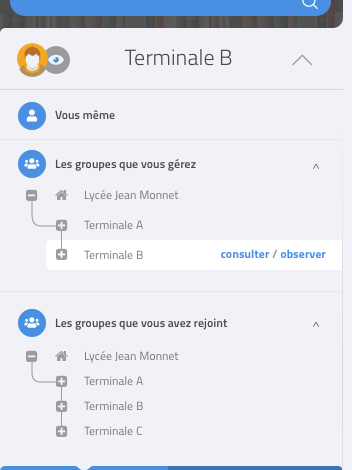 Terminale B
Vous même
Les groupes que vous gérez
Lycée Jean Monnet
Terminale A
Terminale B consulter / observer
Les groupes que vous avez rejoint
Lycée Jean Monnet
Terminale A
Terminale B
Terminale C